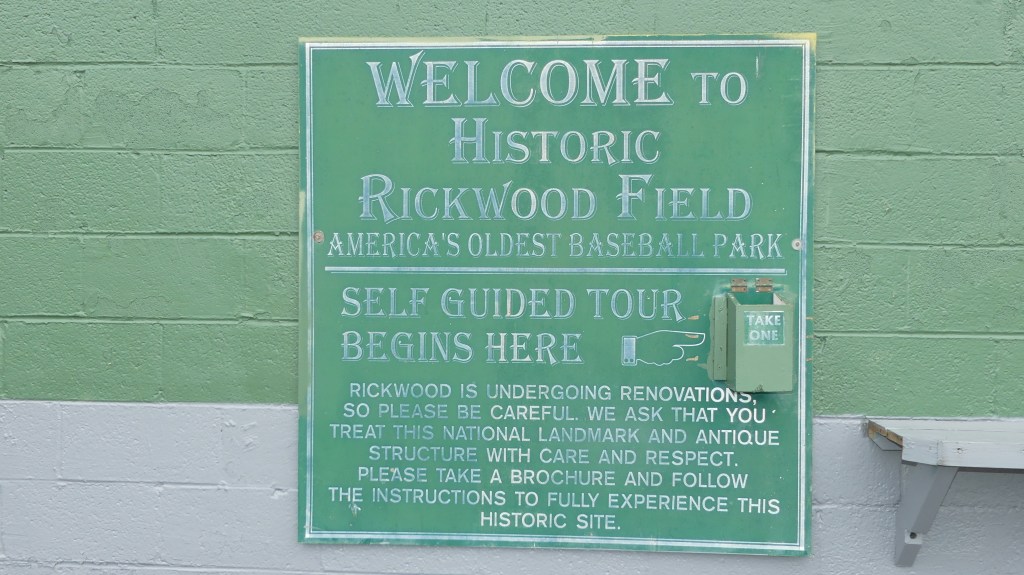 WELCOME TO
HISTORIC
RICKWOOD FIELD
AMERICA'S OLDEST BASEBALL PARK
SELF GUIDED TOUR
BEGINS HERE
TAKE
ONE
RICKWOOD IS UNDERGOING RENOVATIONS,
SO PLEASE BE CAREFUL. WE ASK THAT YOU
TREAT THIS NATIONAL LANDMARK AND ANTIQUE
STRUCTURE WITH CARE AND RESPECT.
PLEASE TAKE A BROCHURE AND FOLLOW
THE INSTRUCTIONS TO FULLY EXPERIENCE THIS
HISTORIC SITE.